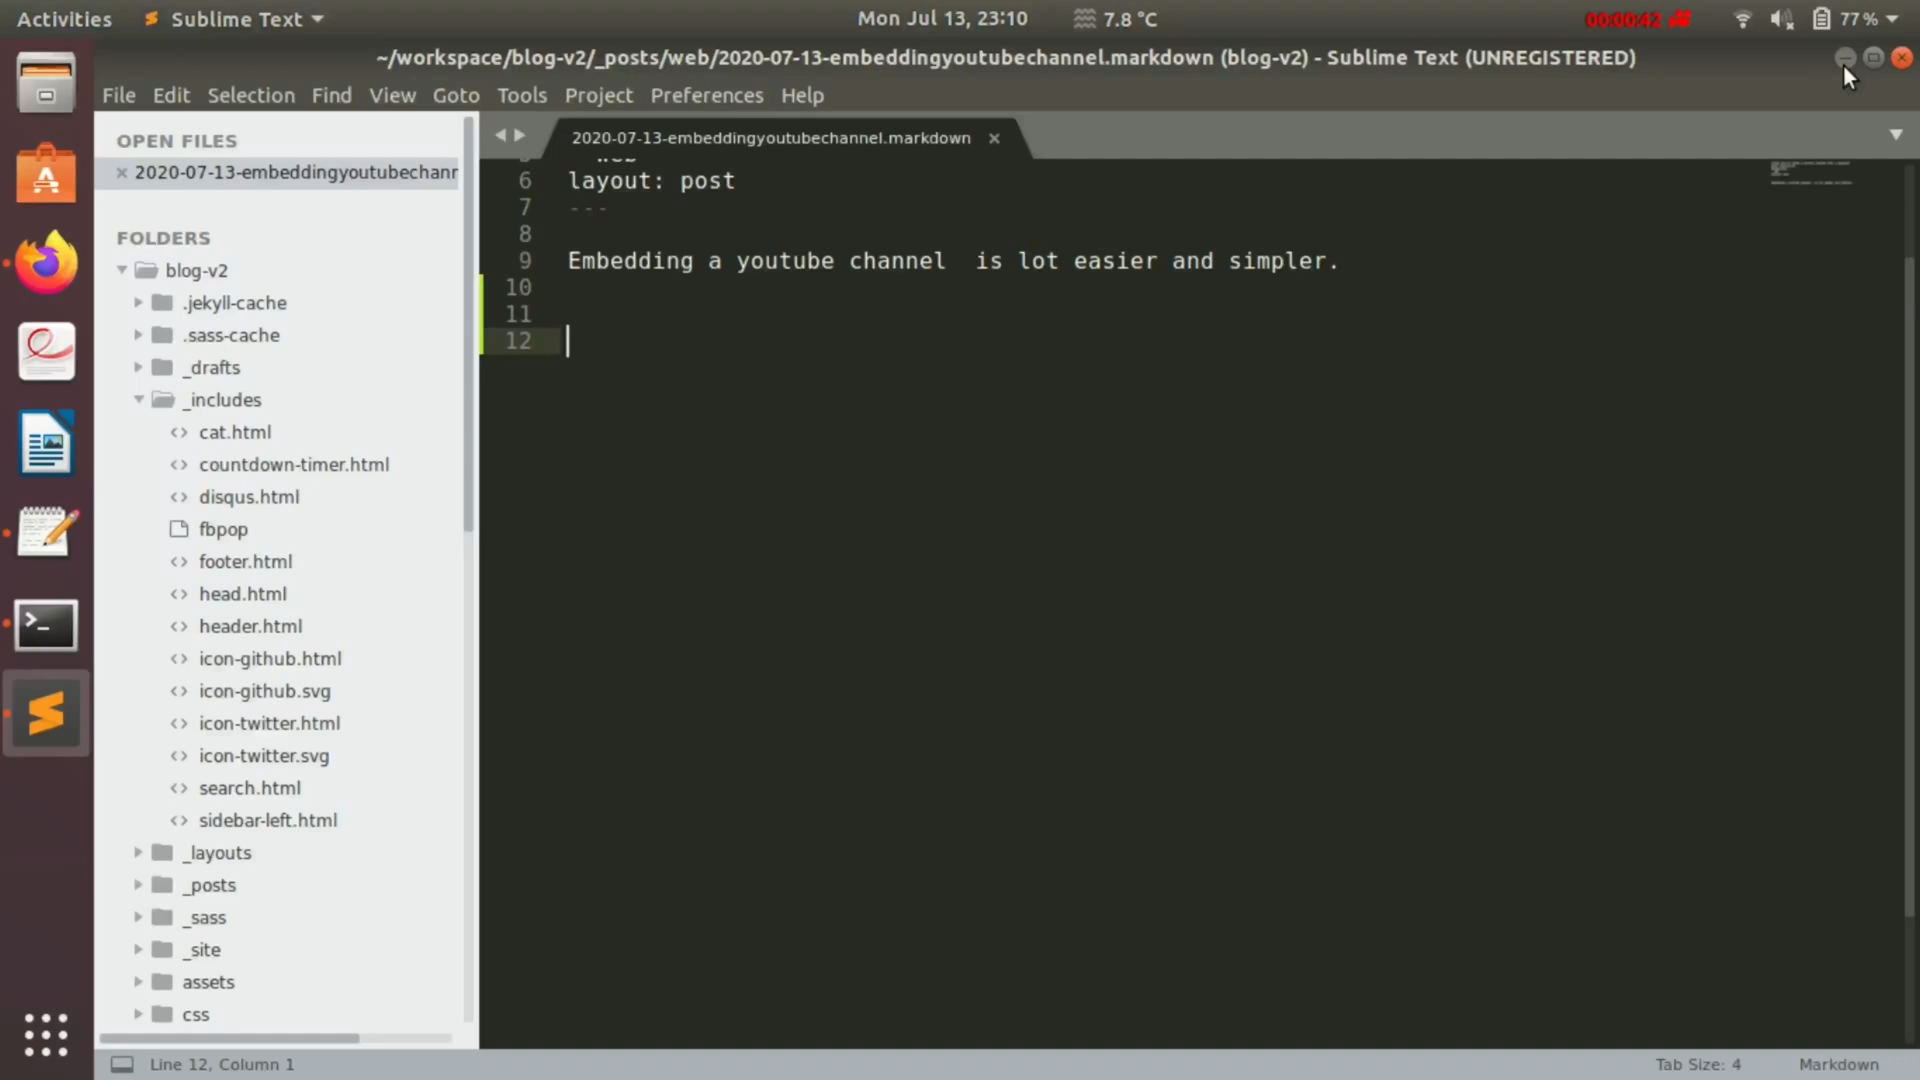 Activities
Sublime Text
Mon Jul 13, 23:10
7.8 °C
00:00:42
77%
~/workspace/blog-v2/_posts/web/2020-07-13-embeddingyoutubechannel.markdown (blog-v2) - Sublime Text (UNREGISTERED)
File Edit Selection Find View Goto Tools Project Preferences Help
OPEN FILES
2020-07-13-embeddingyoutubechann
FOLDERS
blog-v2
.jekyll-cache
.sass-cache
_drafts
_includes
cat.html
countdown-timer.html
disqus.html
fbpop
footer.html
head.html
header.html
icon-github.html
icon-github.svg
icon-twitter.html
icon-twitter.svg
search.html
sidebar-left.html
_layouts
_posts
_sass
_site
assets
css
2020-07-13-embeddingyoutubechannel.markdown
6 layout: post
7 ---
8
9 Embedding a youtube channel  is lot easier and simpler.
10
11
12
Line 12, Column 1
Tab Size: 4
Markdown